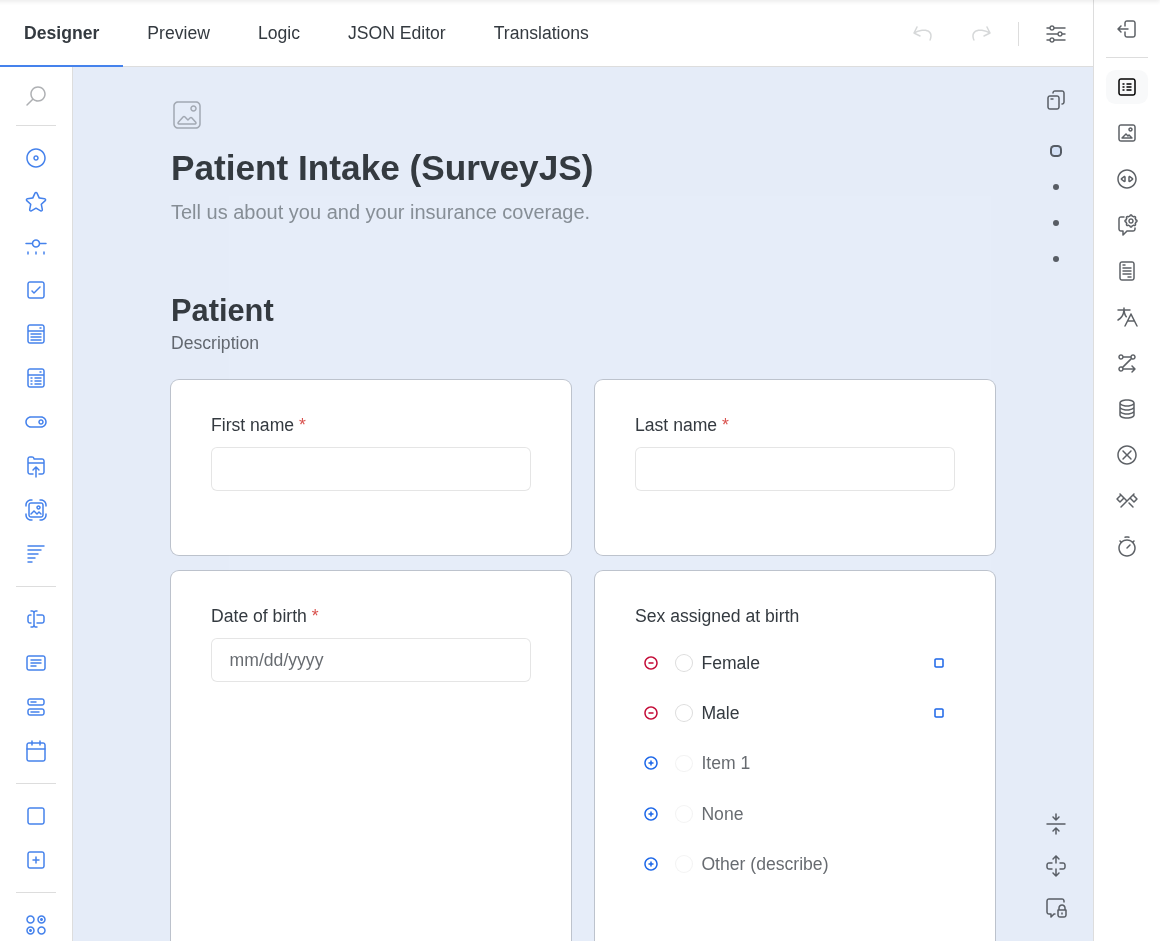 Designer Preview Logic JSON Editor Translations
Patient Intake (SurveyJS)
Tell us about you and your insurance coverage.
Patient
Description
First name * Last name *
Date of birth * Sex assigned at birth
mm/dd/yyyy Female
Male
Item 1
None
Other (describe)